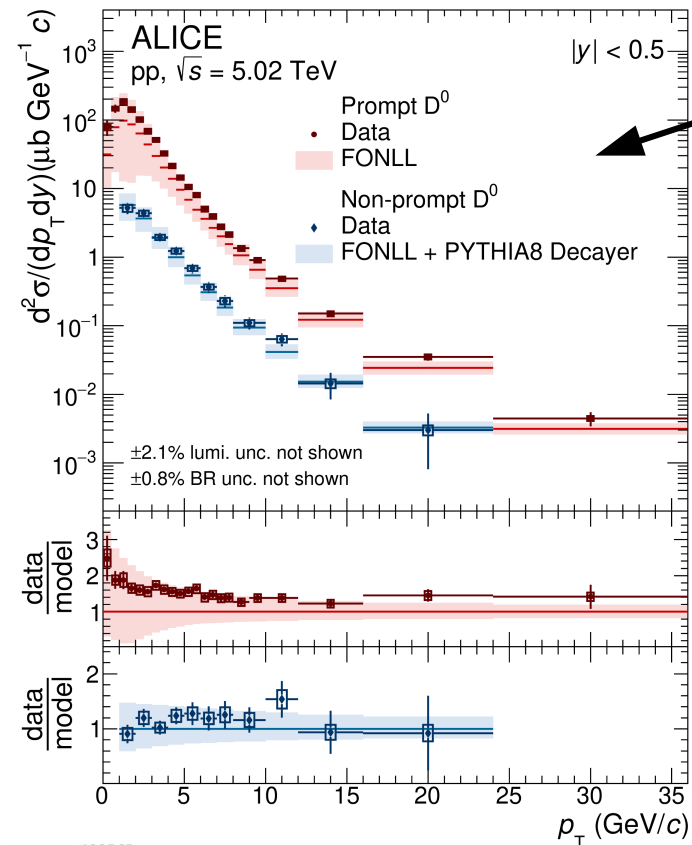 ALICE
pp, √s = 5.02 TeV
|y| < 0.5
Prompt D⁰
Data
FONLL
Non-prompt D⁰
Data
FONLL + PYTHIA8 Decayer
±2.1% lumi. unc. not shown
±0.8% BR unc. not shown
d²σ/(dp_T dy)(μb GeV⁻¹ c)
10³
10²
10
1
10⁻¹
10⁻²
10⁻³
data
model
3
2
1
data
model
2
1
0 5 10 15 20 25 30 35
p_T (GeV/c)